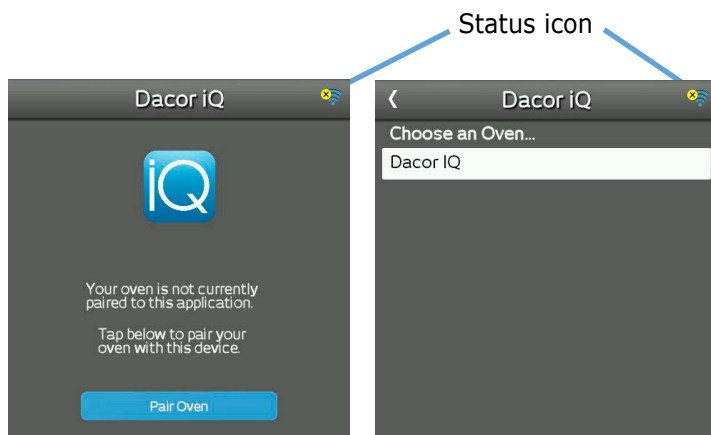 Status icon
Dacor iQ
iQ
Your oven is not currently
paired to this application.
Tap below to pair your
oven with this device.
Pair Oven
Dacor iQ
Choose an Oven...
Dacor IQ